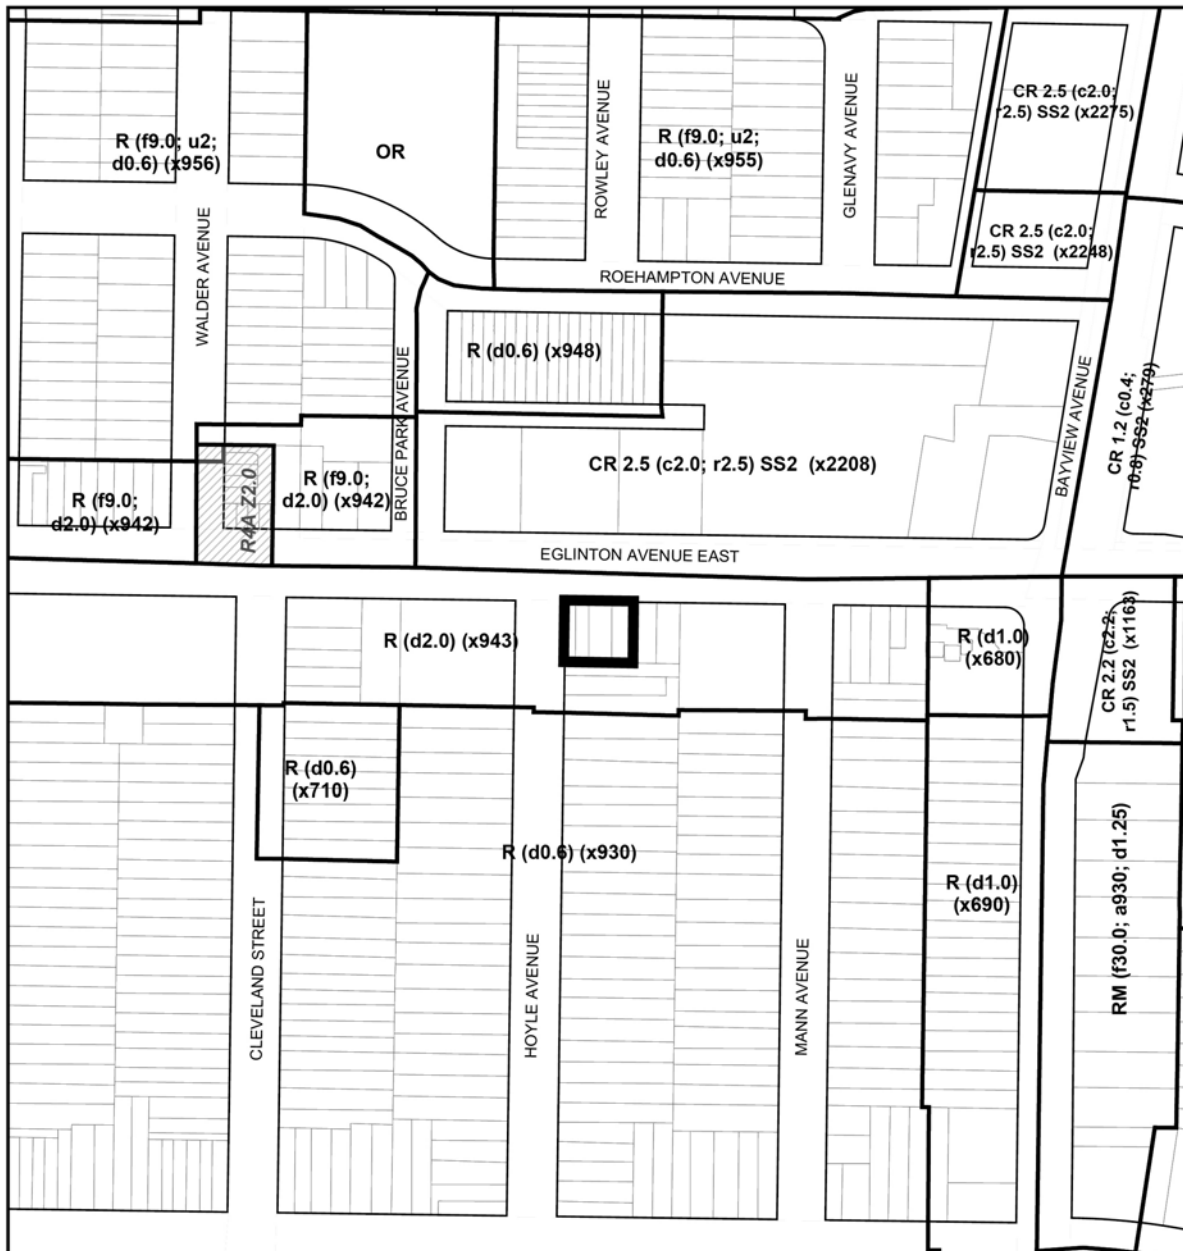 CR 2.5 (c2.0;
r2.5) SS2 (x2275)
R (f9.0; u2;
d0.6) (x956)
OR
ROWLEY AVENUE
R (f9.0; u2;
d0.6) (x955)
GLENAVY AVENUE
CR 2.5 (c2.0;
r2.5) SS2 (x2248)
WALDER AVENUE
ROEHAMPTON AVENUE
R (d0.6) (x948)
BRUCE PARK AVENUE
BAYVIEW AVENUE
CR 1.2 (c0.4;
r0.8) SS2 (x279)
CR 2.5 (c2.0; r2.5) SS2 (x2208)
R (f9.0;
d2.0) (x942)
R4A Z2.0
R (f9.0;
d2.0) (x942)
EGLINTON AVENUE EAST
R (d2.0) (x943)
R (d1.0)
(x680)
CR 2.2 (c2.2;
r1.5) SS2 (x1163)
R (d0.6)
(x710)
R (d0.6) (x930)
R (d1.0)
(x690)
RM (f30.0; a930; d1.25)
CLEVELAND STREET
HOYLE AVENUE
MANN AVENUE